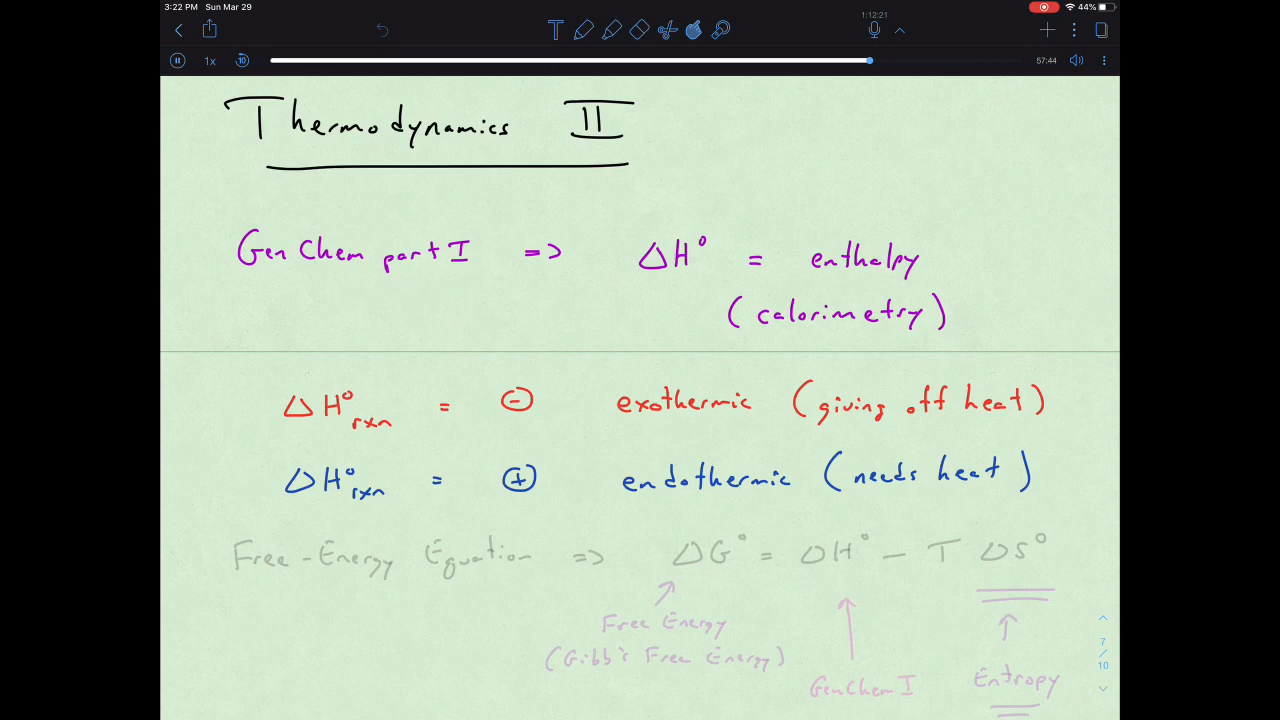 3:22 PM Sun Mar 29
44%
1:12:21
T
1x
10
57:44
Thermodynamics II
Gen Chem part I => ΔH° = enthalpy
(calorimetry)
ΔH°rxn = ⊖ exothermic (giving off heat)
ΔH°rxn = ⊕ endothermic (needs heat)
Free-Energy Equation => ΔG° = ΔH° - T ΔS°
Free Energy
(Gibb's Free Energy)
Gen Chem I
Entropy
7
/
10